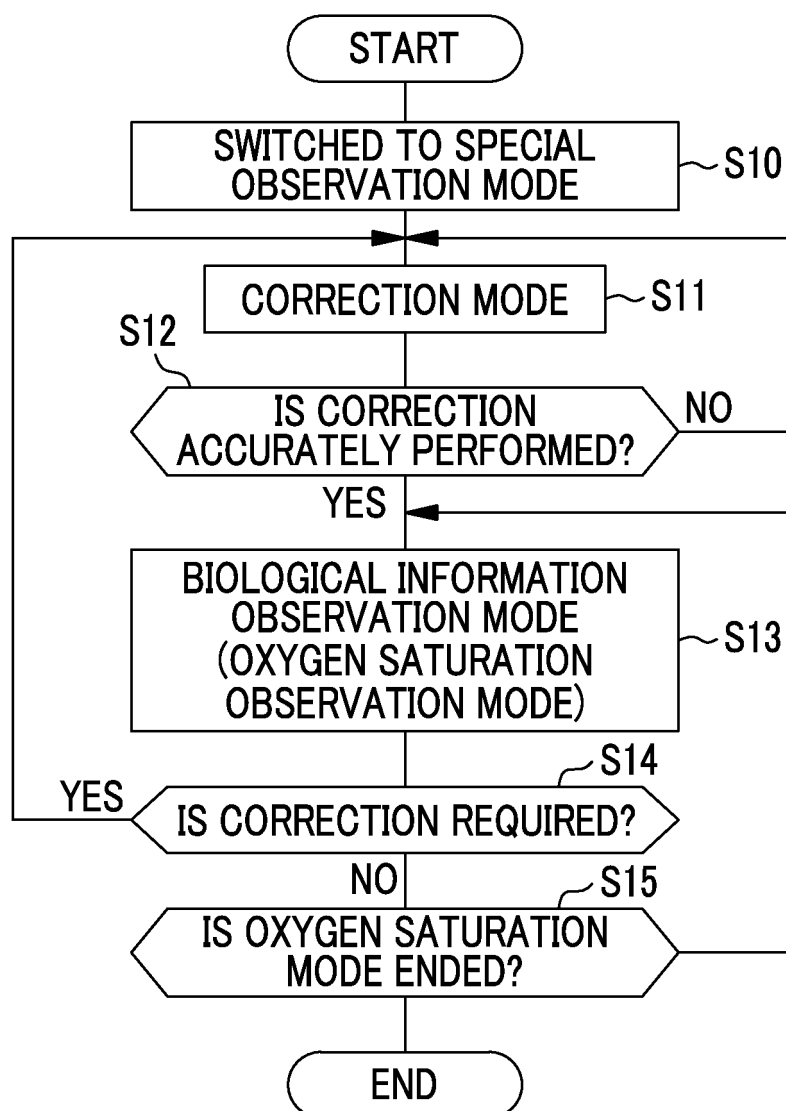 START
SWITCHED TO SPECIAL
OBSERVATION MODE
S10
CORRECTION MODE
S11
S12
IS CORRECTION
ACCURATELY PERFORMED?
NO
YES
BIOLOGICAL INFORMATION
OBSERVATION MODE
(OXYGEN SATURATION
OBSERVATION MODE)
S13
S14
YES
IS CORRECTION REQUIRED?
NO
S15
IS OXYGEN SATURATION
MODE ENDED?
END